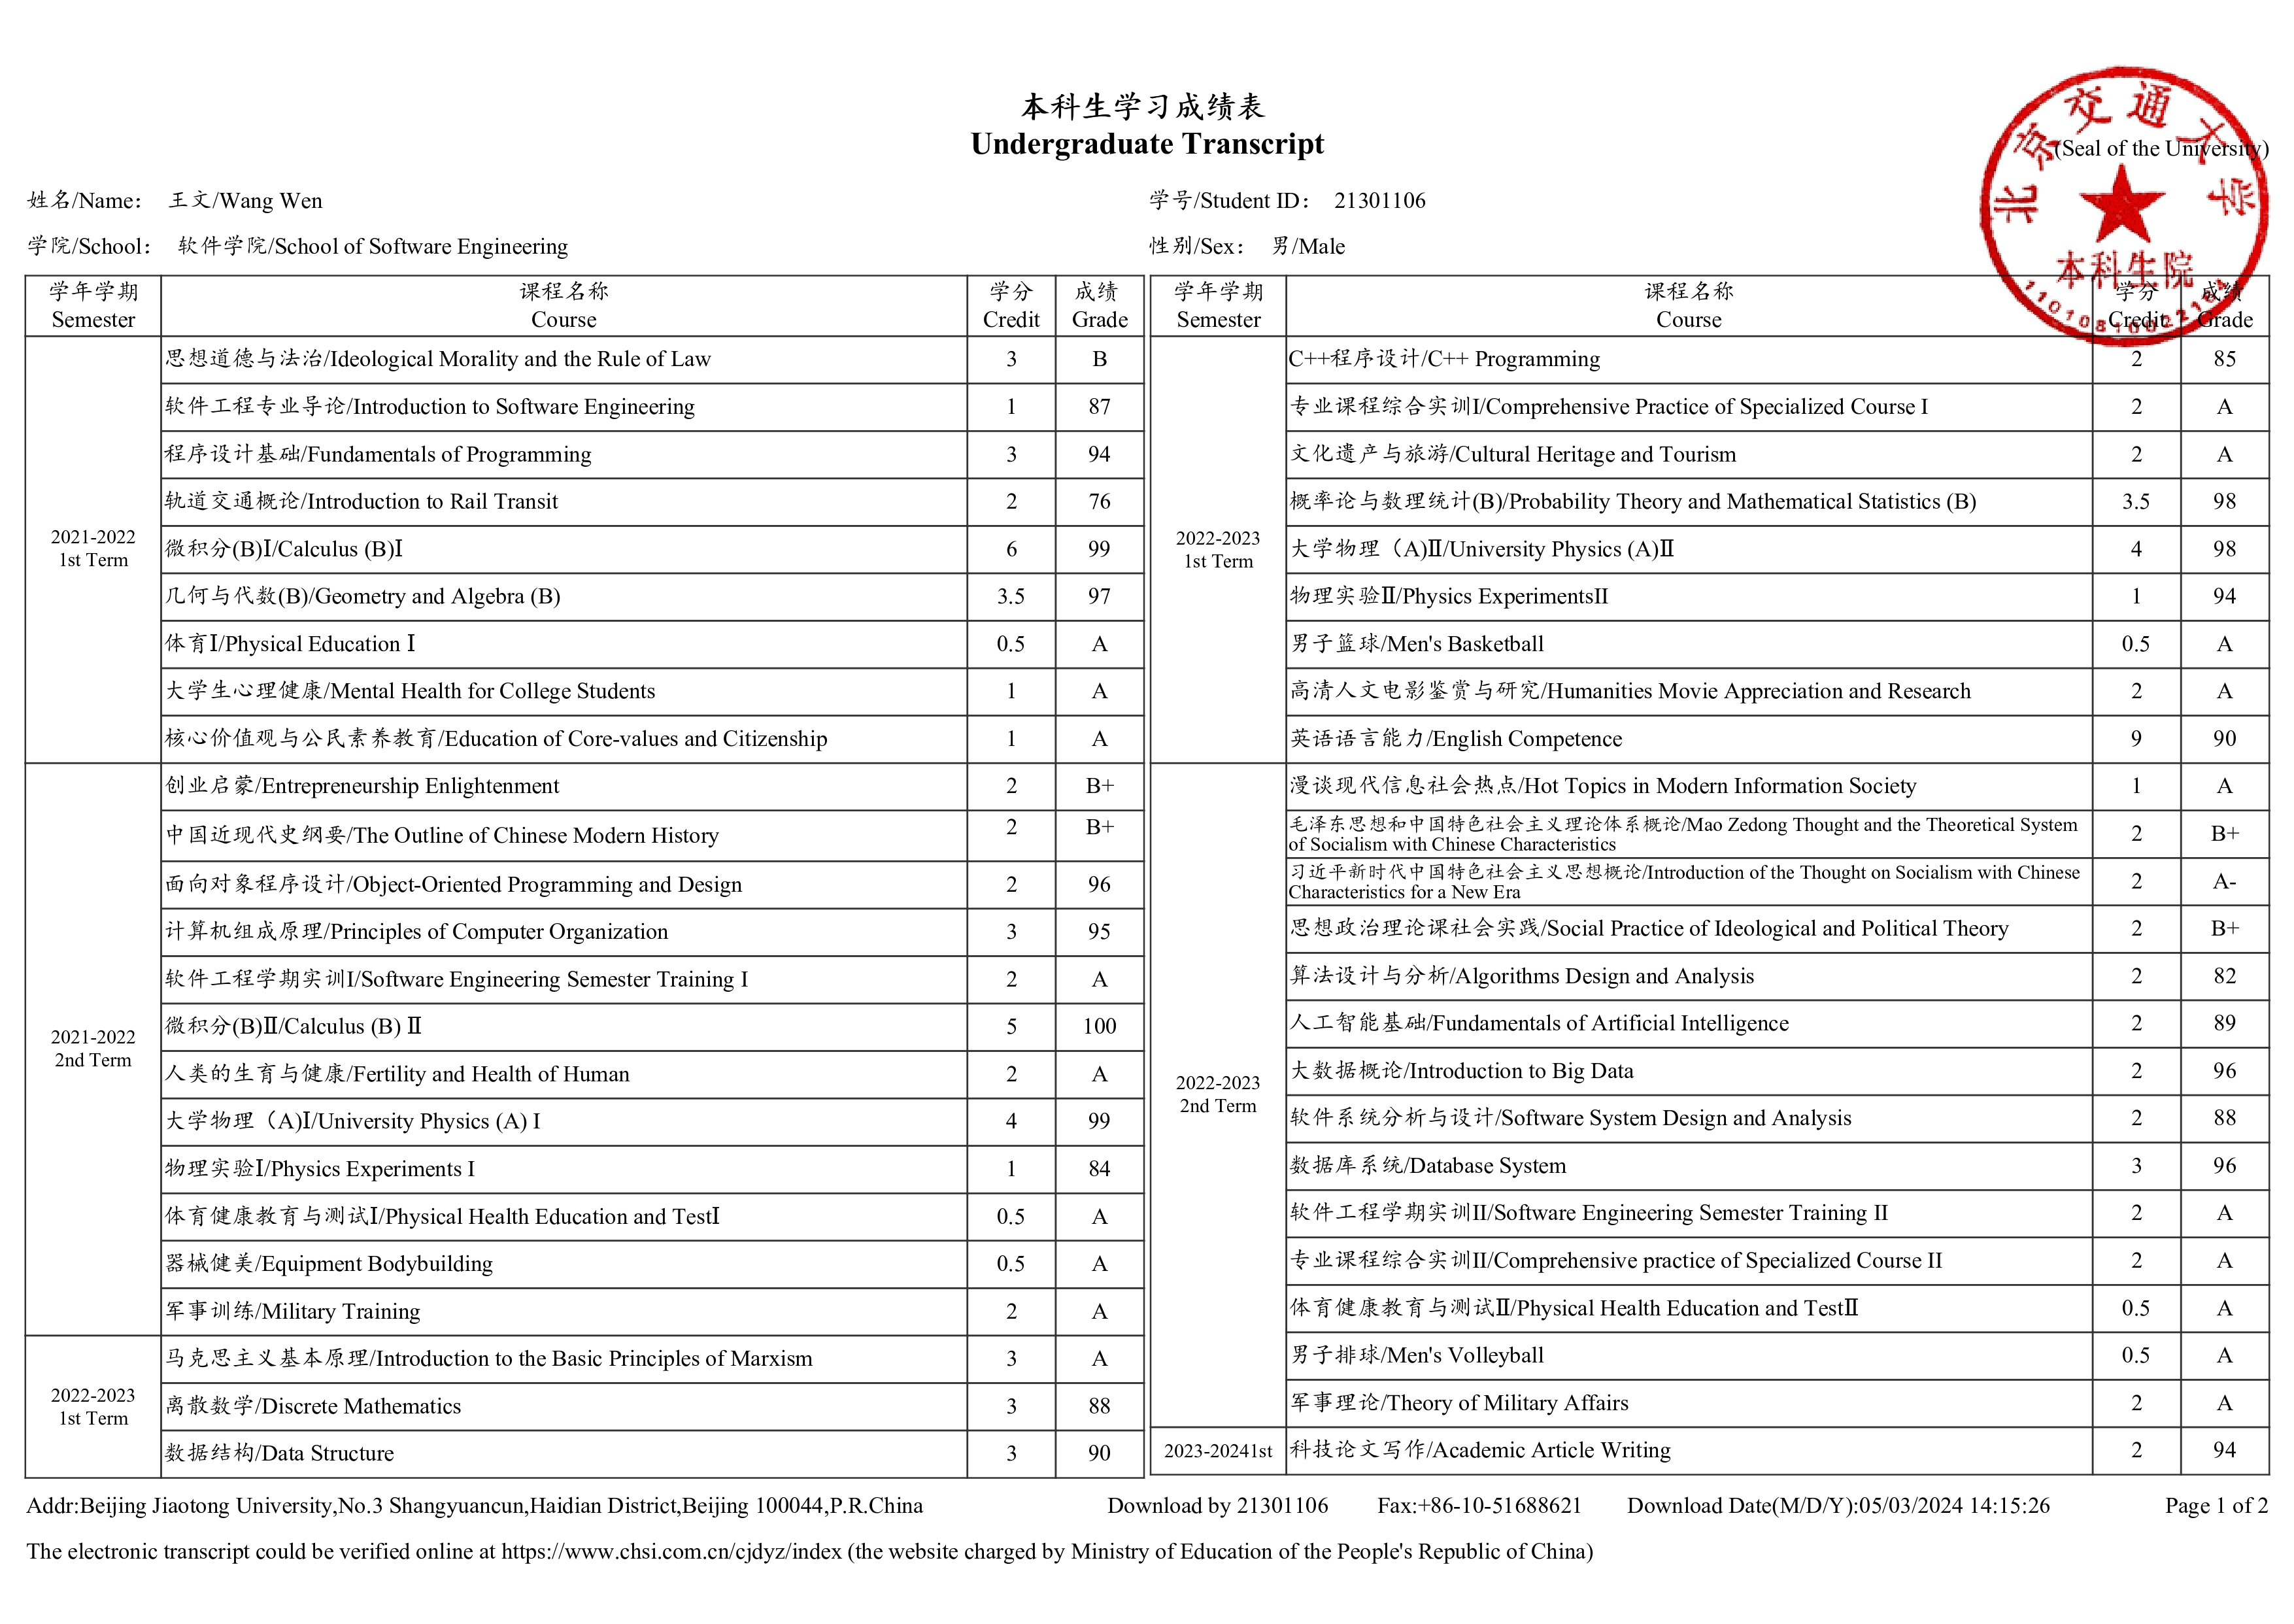 本科生学习成绩表
Undergraduate Transcript
北京交通大学
(Seal of the University)
本科生院
姓名/Name： 王文/Wang Wen
学号/Student ID： 21301106
学院/School： 软件学院/School of Software Engineering
性别/Sex： 男/Male
学年学期 课程名称 学分 成绩
Semester Course Credit Grade
2021-2022
1st Term
思想道德与法治/Ideological Morality and the Rule of Law 3 B
软件工程专业导论/Introduction to Software Engineering 1 87
程序设计基础/Fundamentals of Programming 3 94
轨道交通概论/Introduction to Rail Transit 2 76
微积分(B)Ⅰ/Calculus (B)Ⅰ 6 99
几何与代数(B)/Geometry and Algebra (B) 3.5 97
体育Ⅰ/Physical Education Ⅰ 0.5 A
大学生心理健康/Mental Health for College Students 1 A
核心价值观与公民素养教育/Education of Core-values and Citizenship 1 A
2021-2022
2nd Term
创业启蒙/Entrepreneurship Enlightenment 2 B+
中国近现代史纲要/The Outline of Chinese Modern History 2 B+
面向对象程序设计/Object-Oriented Programming and Design 2 96
计算机组成原理/Principles of Computer Organization 3 95
软件工程学期实训I/Software Engineering Semester Training I 2 A
微积分(B)Ⅱ/Calculus (B) Ⅱ 5 100
人类的生育与健康/Fertility and Health of Human 2 A
大学物理（A)Ⅰ/University Physics (A) I 4 99
物理实验Ⅰ/Physics Experiments I 1 84
体育健康教育与测试Ⅰ/Physical Health Education and TestⅠ 0.5 A
器械健美/Equipment Bodybuilding 0.5 A
军事训练/Military Training 2 A
2022-2023
1st Term
马克思主义基本原理/Introduction to the Basic Principles of Marxism 3 A
离散数学/Discrete Mathematics 3 88
数据结构/Data Structure 3 90
学年学期 课程名称 学分 成绩
Semester Course Credit Grade
2022-2023
1st Term
C++程序设计/C++ Programming 2 85
专业课程综合实训I/Comprehensive Practice of Specialized Course I 2 A
文化遗产与旅游/Cultural Heritage and Tourism 2 A
概率论与数理统计(B)/Probability Theory and Mathematical Statistics (B) 3.5 98
大学物理（A)Ⅱ/University Physics (A)Ⅱ 4 98
物理实验Ⅱ/Physics ExperimentsII 1 94
男子篮球/Men's Basketball 0.5 A
高清人文电影鉴赏与研究/Humanities Movie Appreciation and Research 2 A
英语语言能力/English Competence 9 90
2022-2023
2nd Term
漫谈现代信息社会热点/Hot Topics in Modern Information Society 1 A
毛泽东思想和中国特色社会主义理论体系概论/Mao Zedong Thought and the Theoretical System
of Socialism with Chinese Characteristics 2 B+
习近平新时代中国特色社会主义思想概论/Introduction of the Thought on Socialism with Chinese
Characteristics for a New Era 2 A-
思想政治理论课社会实践/Social Practice of Ideological and Political Theory 2 B+
算法设计与分析/Algorithms Design and Analysis 2 82
人工智能基础/Fundamentals of Artificial Intelligence 2 89
大数据概论/Introduction to Big Data 2 96
软件系统分析与设计/Software System Design and Analysis 2 88
数据库系统/Database System 3 96
软件工程学期实训II/Software Engineering Semester Training II 2 A
专业课程综合实训II/Comprehensive practice of Specialized Course II 2 A
体育健康教育与测试Ⅱ/Physical Health Education and TestⅡ 0.5 A
男子排球/Men's Volleyball 0.5 A
军事理论/Theory of Military Affairs 2 A
2023-20241st 科技论文写作/Academic Article Writing 2 94
Addr:Beijing Jiaotong University,No.3 Shangyuancun,Haidian District,Beijing 100044,P.R.China Download by 21301106 Fax:+86-10-51688621 Download Date(M/D/Y):05/03/2024 14:15:26 Page 1 of 2
The electronic transcript could be verified online at https://www.chsi.com.cn/cjdyz/index (the website charged by Ministry of Education of the People's Republic of China)